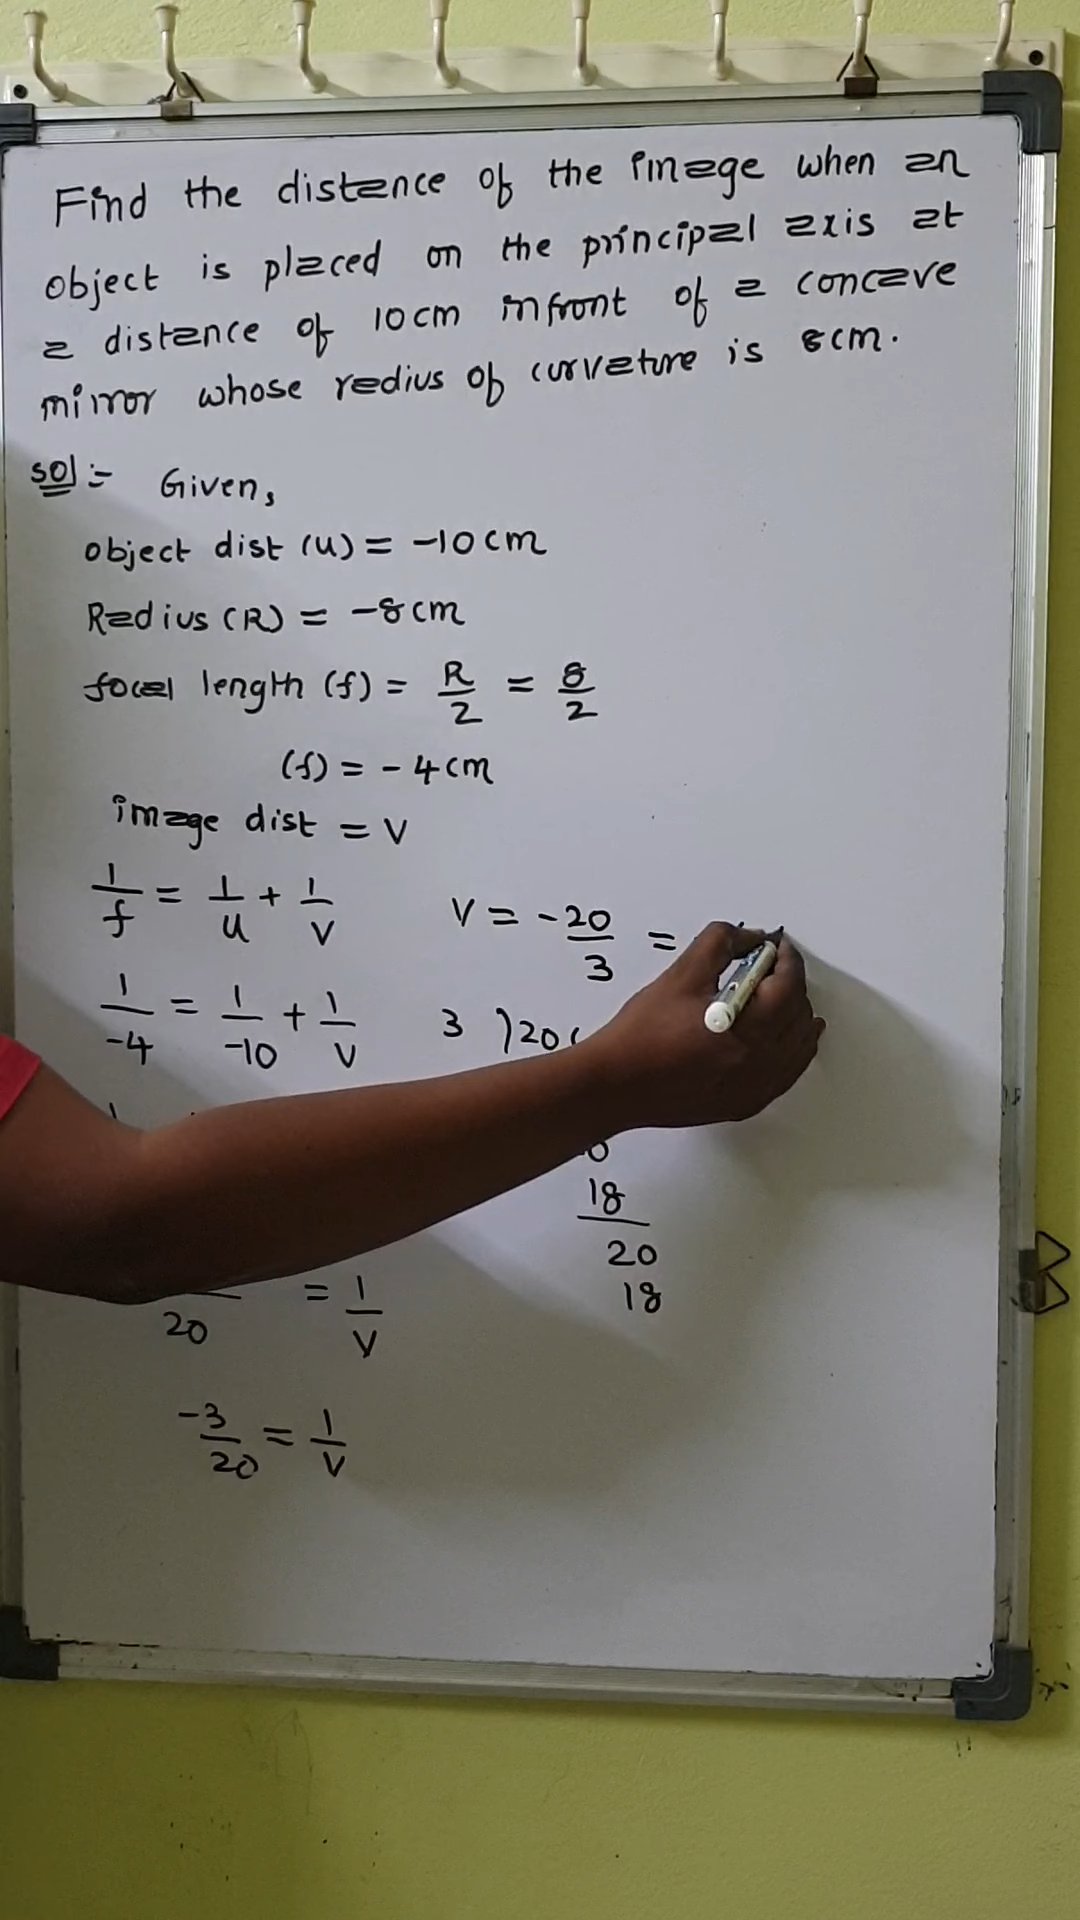 Find the distance of the image when an
object is placed on the principal axis at
a distance of 10cm infront of a concave
mirror whose radius of curvature is 8cm.
Sol:- Given,
object dist (u) = -10cm
Radius (R) = -8cm
focal length (f) = R/2 = 8/2
(f) = -4cm
image dist = V
1/f = 1/u + 1/v
1/-4 = 1/-10 + 1/v
20 = 1/v
-3/20 = 1/v
V = -20/3 =
3 )20(
18
20
18